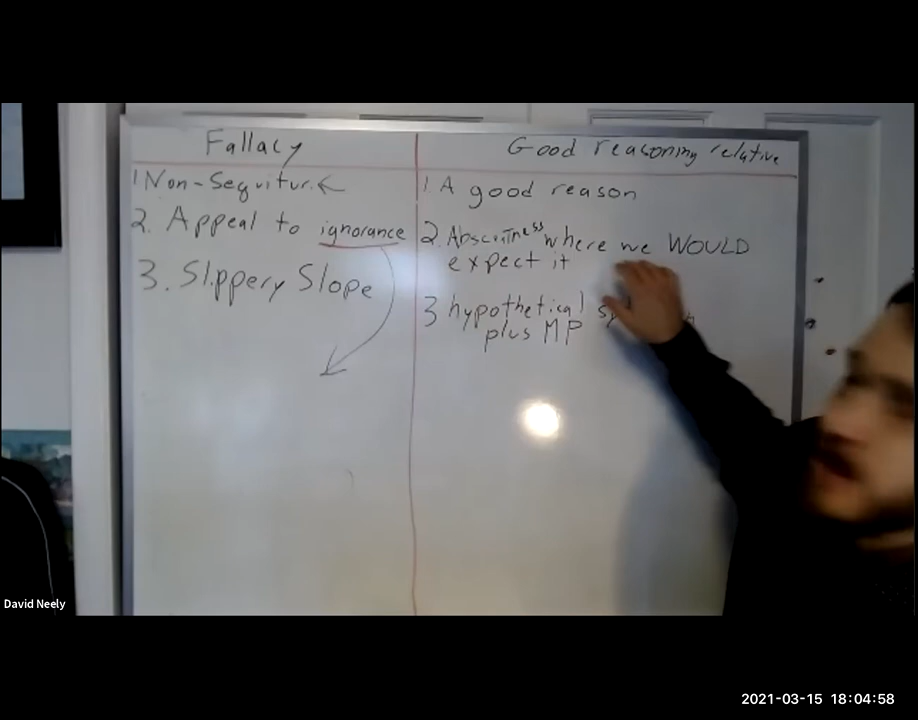 Fallacy
Good reasoning relative
1 Non-Sequitur. ←
1 A good reason
2. Appeal to ignorance
2. Abscentness where we WOULD
expect it
3. Slippery Slope
3 hypothetical
plus MP
David Neely
2021-03-15 18:04:58